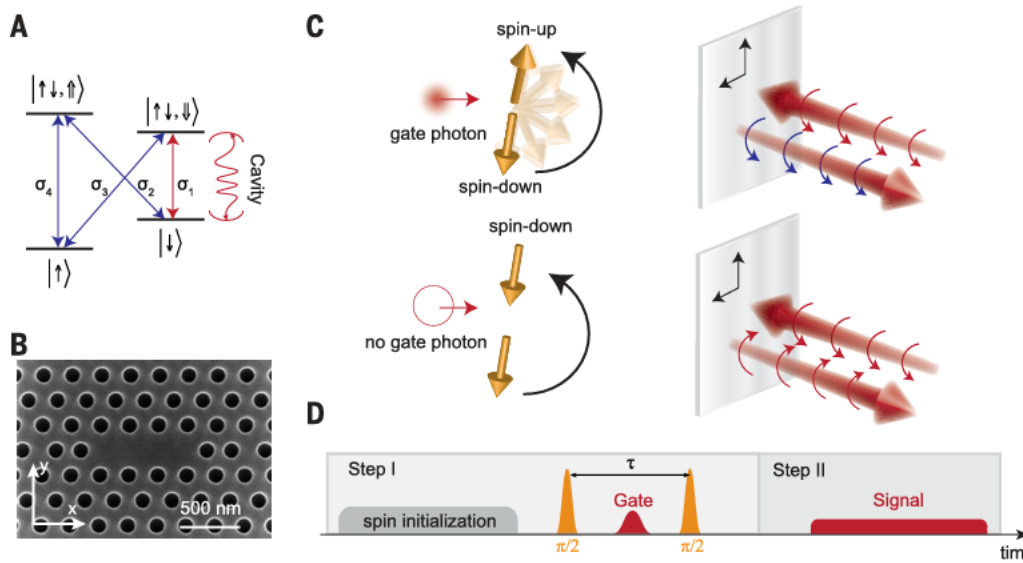 A
|↑↓,⇑⟩
|↑↓,⇓⟩
σ4
σ3
σ2
σ1
Cavity
|↑⟩
|↓⟩
B
y
x
500 nm
C
spin-up
gate photon
spin-down
spin-down
no gate photon
D
Step I
τ
Step II
Gate
Signal
spin initialization
π/2
π/2
tim